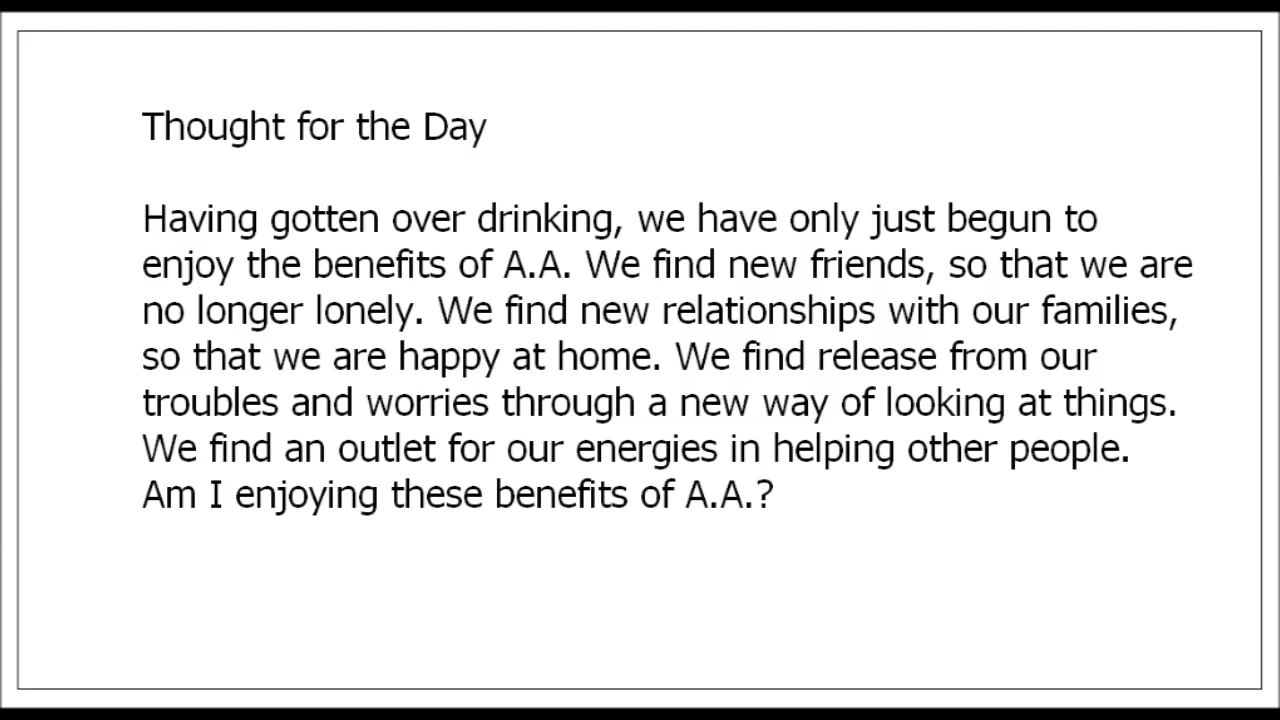 Thought for the Day
Having gotten over drinking, we have only just begun to
enjoy the benefits of A.A. We find new friends, so that we are
no longer lonely. We find new relationships with our families,
so that we are happy at home. We find release from our
troubles and worries through a new way of looking at things.
We find an outlet for our energies in helping other people.
Am I enjoying these benefits of A.A.?